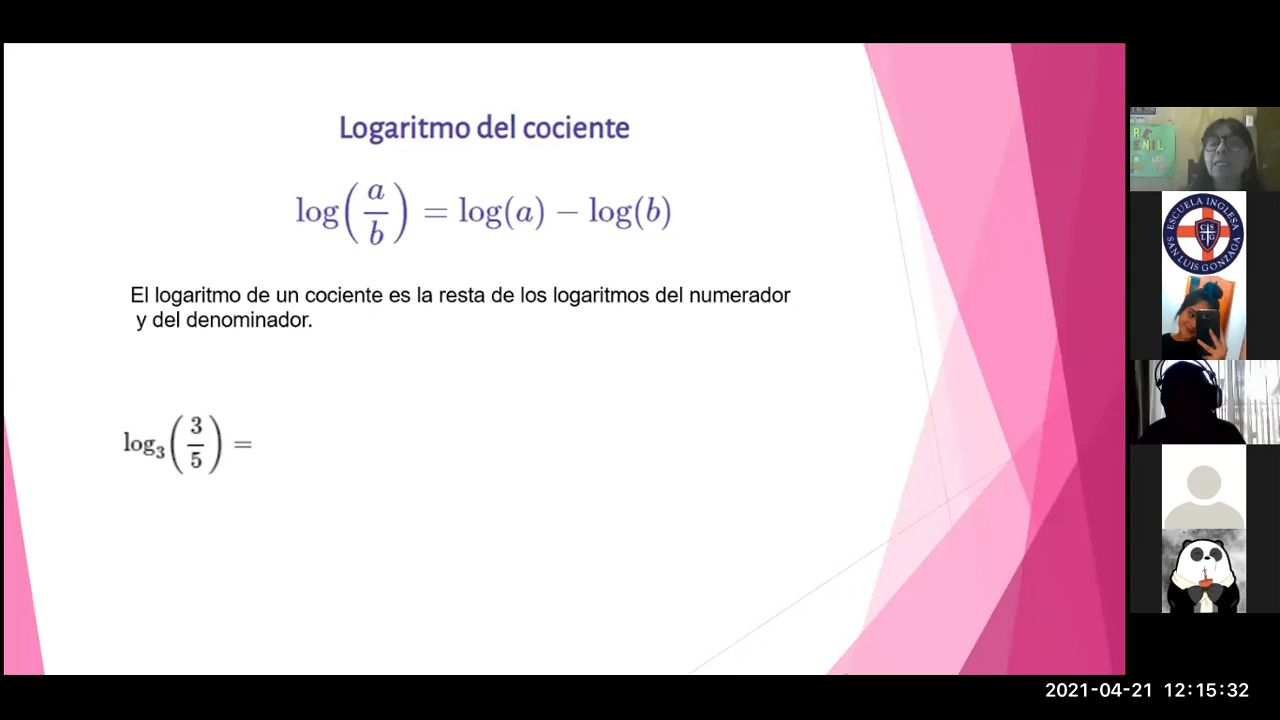 Logaritmo del cociente
log(a/b) = log(a) − log(b)
El logaritmo de un cociente es la resta de los logaritmos del numerador
y del denominador.
log₃(3/5) =
ESCUELA INGLESA
SAN LUIS GONZAGA
2021-04-21 12:15:32